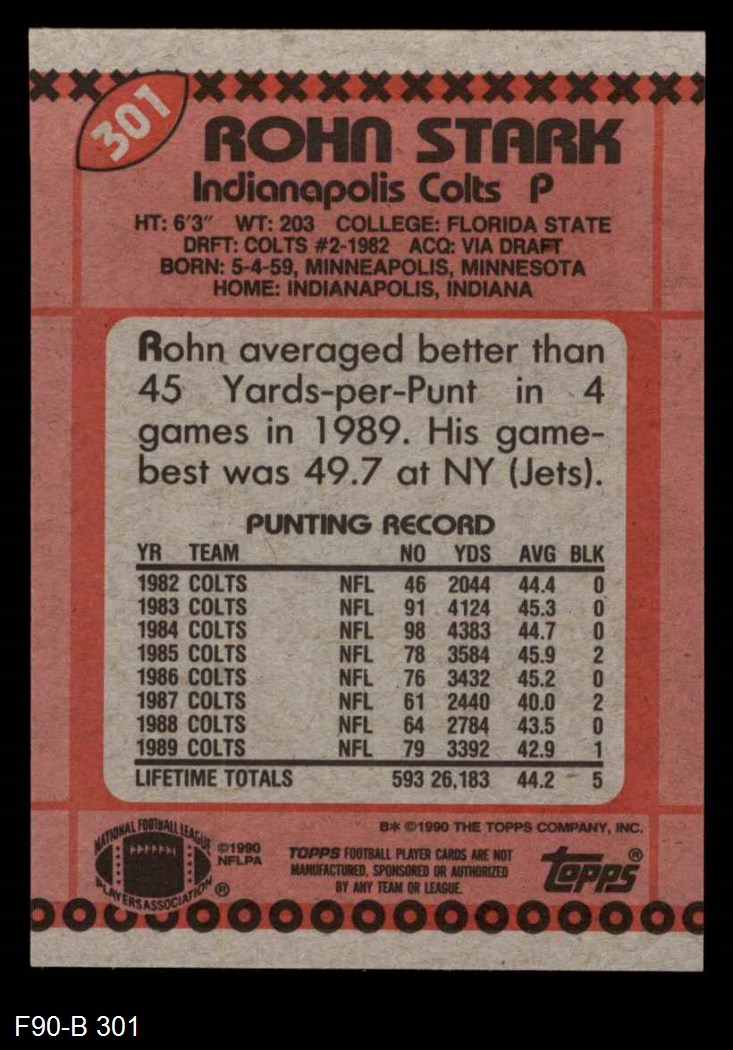 301
ROHN STARK
Indianapolis Colts P
HT: 6'3" WT: 203 COLLEGE: FLORIDA STATE
DRFT: COLTS #2-1982 ACQ: VIA DRAFT
BORN: 5-4-59, MINNEAPOLIS, MINNESOTA
HOME: INDIANAPOLIS, INDIANA
Rohn averaged better than
45 Yards-per-Punt in 4
games in 1989. His game-
best was 49.7 at NY (Jets).
PUNTING RECORD
YR TEAM NO YDS AVG BLK
1982 COLTS NFL 46 2044 44.4 0
1983 COLTS NFL 91 4124 45.3 0
1984 COLTS NFL 98 4383 44.7 0
1985 COLTS NFL 78 3584 45.9 2
1986 COLTS NFL 76 3432 45.2 0
1987 COLTS NFL 61 2440 40.0 2
1988 COLTS NFL 64 2784 43.5 0
1989 COLTS NFL 79 3392 42.9 1
LIFETIME TOTALS 593 26,183 44.2 5
B* ©1990 THE TOPPS COMPANY, INC.
NATIONAL FOOTBALL LEAGUE
PLAYERS ASSOCIATION ®
©1990
NFLPA
TOPPS FOOTBALL PLAYER CARDS ARE NOT
MANUFACTURED, SPONSORED OR AUTHORIZED
BY ANY TEAM OR LEAGUE.
topps®
F90-B 301